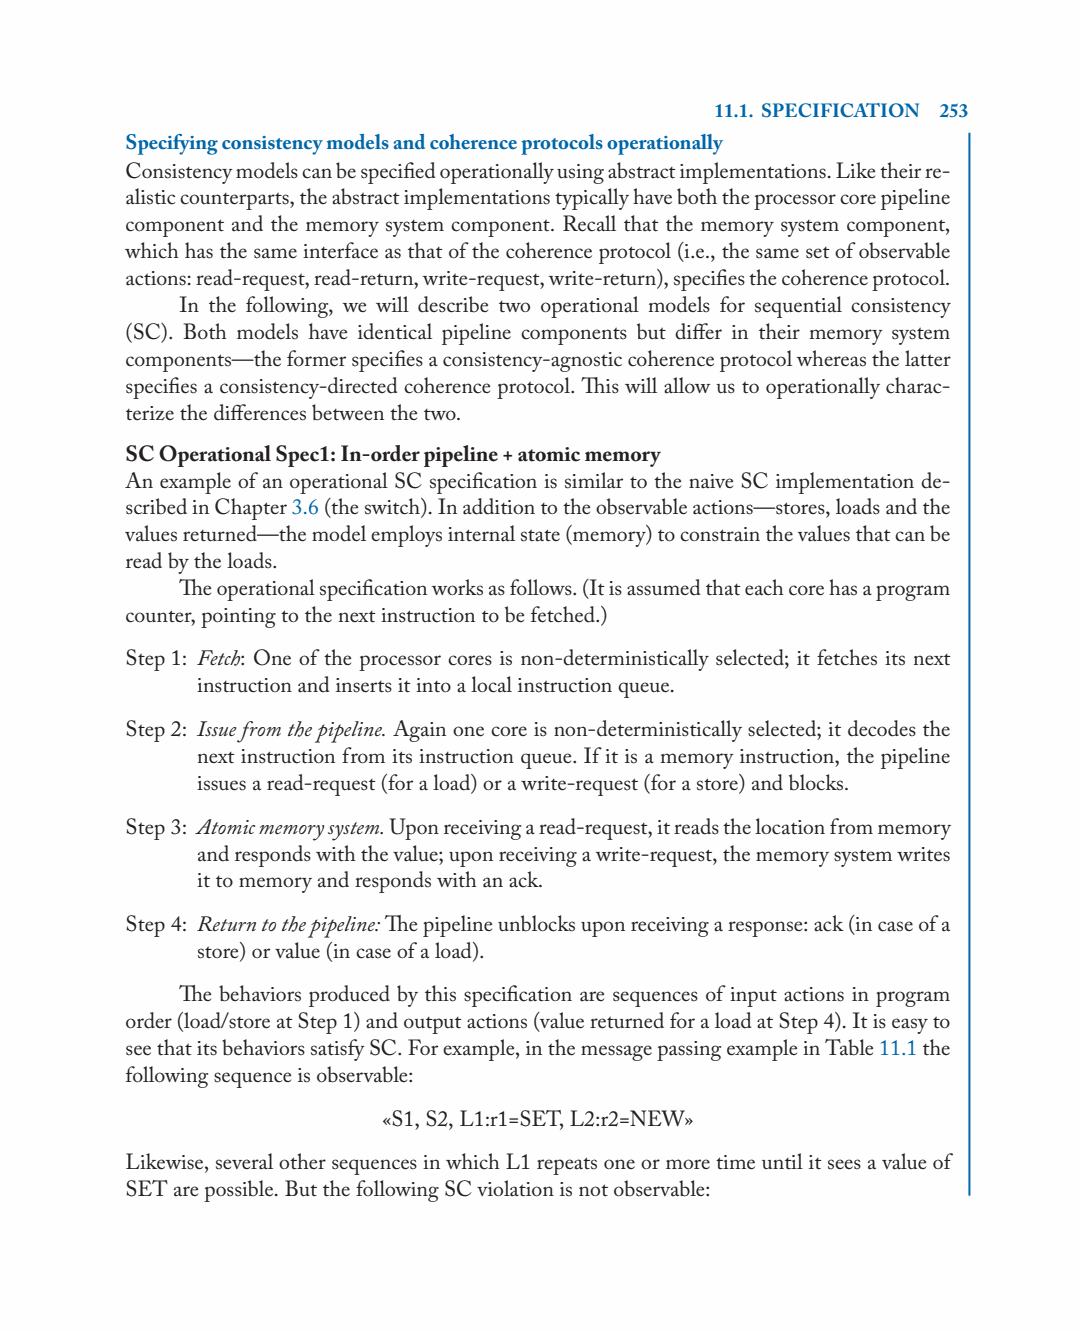 11.1. SPECIFICATION 253
Specifying consistency models and coherence protocols operationally
Consistency models can be specified operationally using abstract implementations. Like their re-
alistic counterparts, the abstract implementations typically have both the processor core pipeline
component and the memory system component. Recall that the memory system component,
which has the same interface as that of the coherence protocol (i.e., the same set of observable
actions: read-request, read-return, write-request, write-return), specifies the coherence protocol.
In the following, we will describe two operational models for sequential consistency
(SC). Both models have identical pipeline components but differ in their memory system
components—the former specifies a consistency-agnostic coherence protocol whereas the latter
specifies a consistency-directed coherence protocol. This will allow us to operationally charac-
terize the differences between the two.
SC Operational Spec1: In-order pipeline + atomic memory
An example of an operational SC specification is similar to the naive SC implementation de-
scribed in Chapter 3.6 (the switch). In addition to the observable actions—stores, loads and the
values returned—the model employs internal state (memory) to constrain the values that can be
read by the loads.
The operational specification works as follows. (It is assumed that each core has a program
counter, pointing to the next instruction to be fetched.)
Step 1: Fetch: One of the processor cores is non-deterministically selected; it fetches its next
instruction and inserts it into a local instruction queue.
Step 2: Issue from the pipeline. Again one core is non-deterministically selected; it decodes the
next instruction from its instruction queue. If it is a memory instruction, the pipeline
issues a read-request (for a load) or a write-request (for a store) and blocks.
Step 3: Atomic memory system. Upon receiving a read-request, it reads the location from memory
and responds with the value; upon receiving a write-request, the memory system writes
it to memory and responds with an ack.
Step 4: Return to the pipeline: The pipeline unblocks upon receiving a response: ack (in case of a
store) or value (in case of a load).
The behaviors produced by this specification are sequences of input actions in program
order (load/store at Step 1) and output actions (value returned for a load at Step 4). It is easy to
see that its behaviors satisfy SC. For example, in the message passing example in Table 11.1 the
following sequence is observable:
«S1, S2, L1:r1=SET, L2:r2=NEW»
Likewise, several other sequences in which L1 repeats one or more time until it sees a value of
SET are possible. But the following SC violation is not observable: